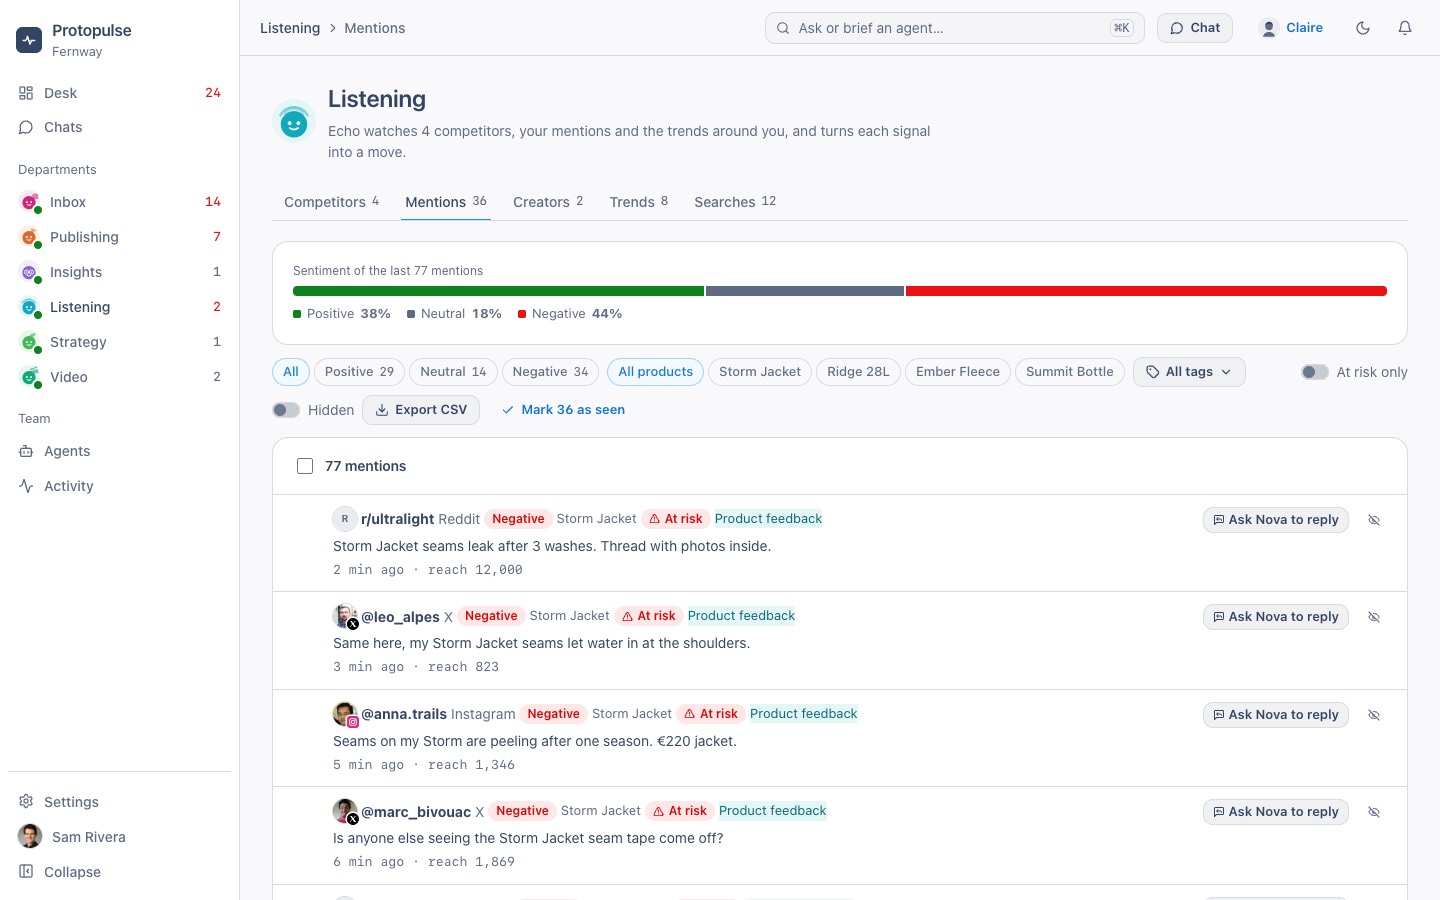 Protopulse
Fernway
Desk 24
Chats
Departments
Inbox 14
Publishing 7
Insights 1
Listening 2
Strategy 1
Video 2
Team
Agents
Activity
Settings
Sam Rivera
Collapse
Listening > Mentions
Ask or brief an agent... ⌘K
Chat
Claire
Listening
Echo watches 4 competitors, your mentions and the trends around you, and turns each signal
into a move.
Competitors 4 Mentions 36 Creators 2 Trends 8 Searches 12
Sentiment of the last 77 mentions
Positive 38% Neutral 18% Negative 44%
All Positive 29 Neutral 14 Negative 34 All products Storm Jacket Ridge 28L Ember Fleece Summit Bottle All tags At risk only
Hidden Export CSV Mark 36 as seen
77 mentions
R r/ultralight Reddit Negative Storm Jacket At risk Product feedback Ask Nova to reply
Storm Jacket seams leak after 3 washes. Thread with photos inside.
2 min ago · reach 12,000
@leo_alpes X Negative Storm Jacket At risk Product feedback Ask Nova to reply
Same here, my Storm Jacket seams let water in at the shoulders.
3 min ago · reach 823
@anna.trails Instagram Negative Storm Jacket At risk Product feedback Ask Nova to reply
Seams on my Storm are peeling after one season. €220 jacket.
5 min ago · reach 1,346
@marc_bivouac X Negative Storm Jacket At risk Product feedback Ask Nova to reply
Is anyone else seeing the Storm Jacket seam tape come off?
6 min ago · reach 1,869